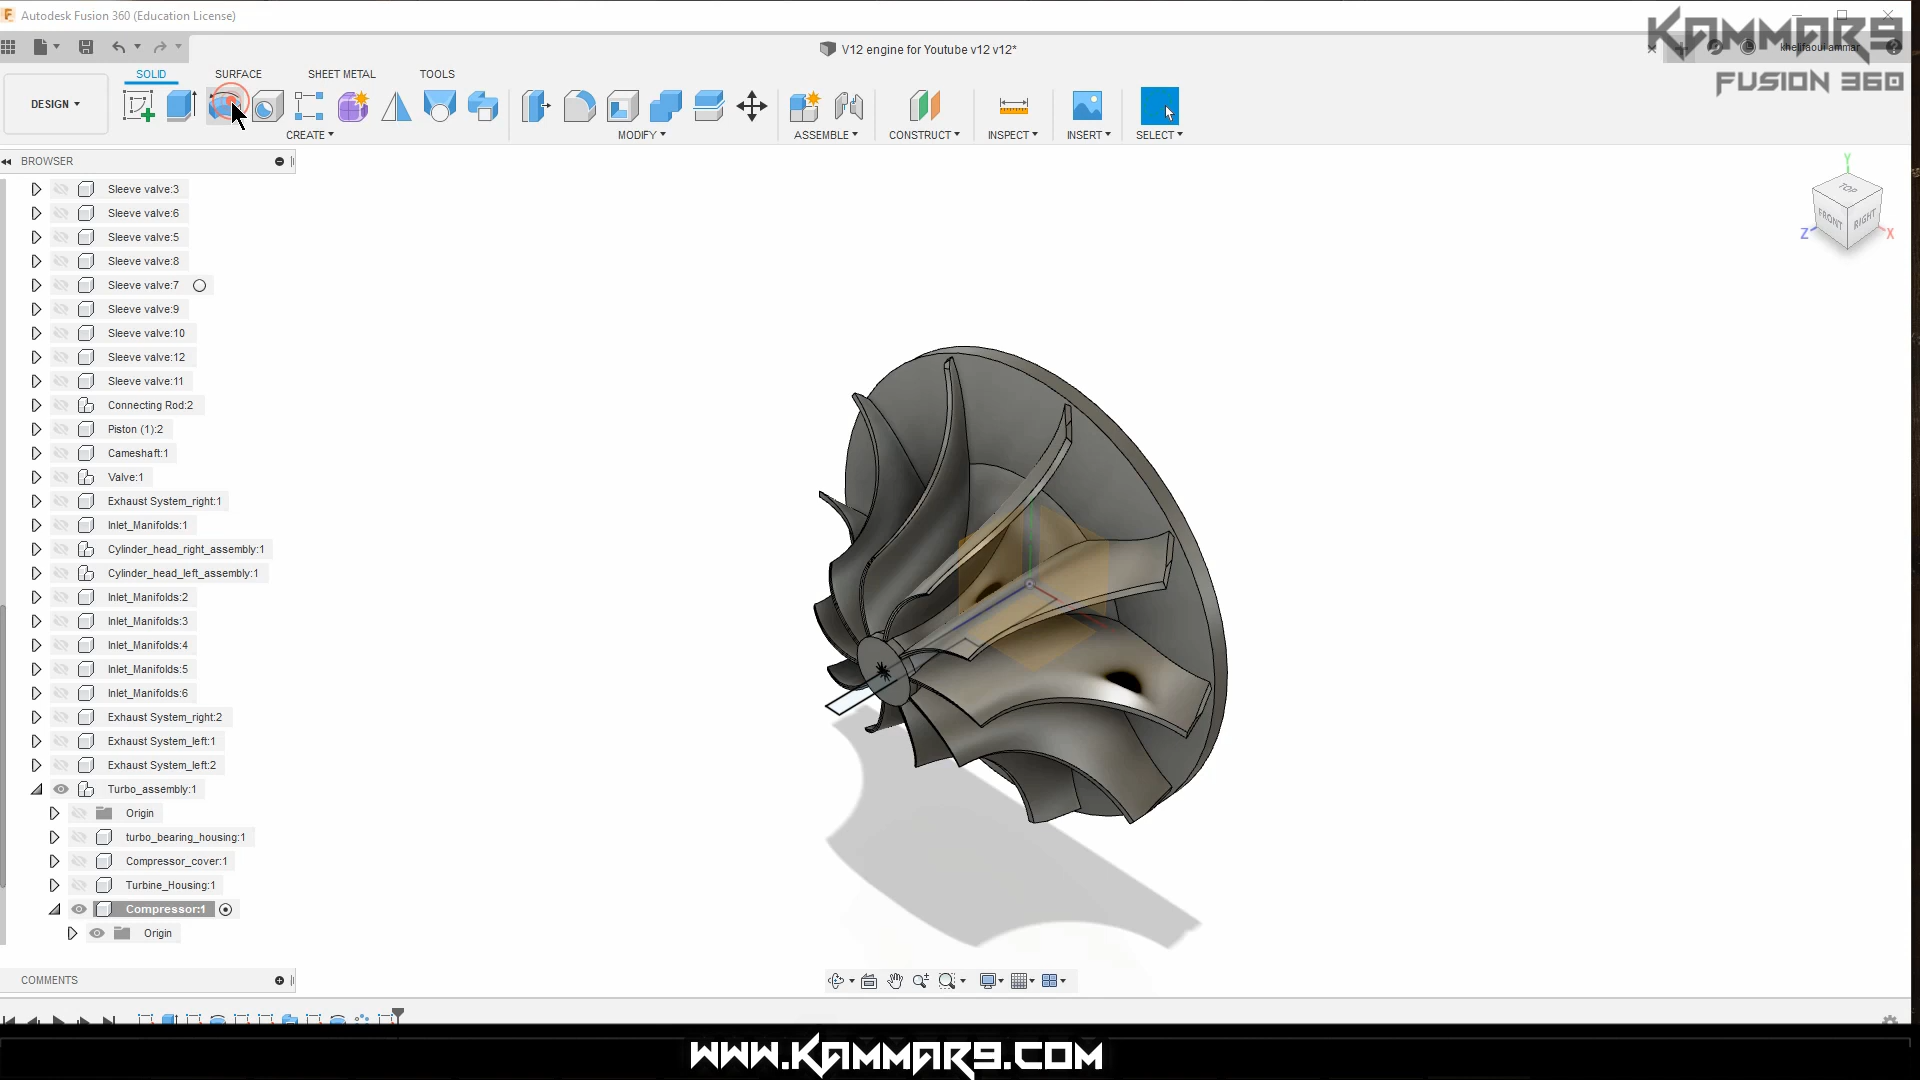 Autodesk Fusion 360 (Education License)
KAMMAR9
FUSION 360
V12 engine for Youtube v12 v12*
khelifaoui ammar
DESIGN
SOLID
SURFACE
SHEET METAL
TOOLS
CREATE
MODIFY
ASSEMBLE
CONSTRUCT
INSPECT
INSERT
SELECT
BROWSER
Sleeve valve:3
Sleeve valve:6
Sleeve valve:5
Sleeve valve:8
Sleeve valve:7
Sleeve valve:9
Sleeve valve:10
Sleeve valve:12
Sleeve valve:11
Connecting Rod:2
Piston (1):2
Cameshaft:1
Valve:1
Exhaust System_right:1
Inlet_Manifolds:1
Cylinder_head_right_assembly:1
Cylinder_head_left_assembly:1
Inlet_Manifolds:2
Inlet_Manifolds:3
Inlet_Manifolds:4
Inlet_Manifolds:5
Inlet_Manifolds:6
Exhaust System_right:2
Exhaust System_left:1
Exhaust System_left:2
Turbo_assembly:1
Origin
turbo_bearing_housing:1
Compressor_cover:1
Turbine_Housing:1
Compressor:1
Origin
COMMENTS
Y
TOP
FRONT
RIGHT
Z
X
WWW.KAMMAR9.COM